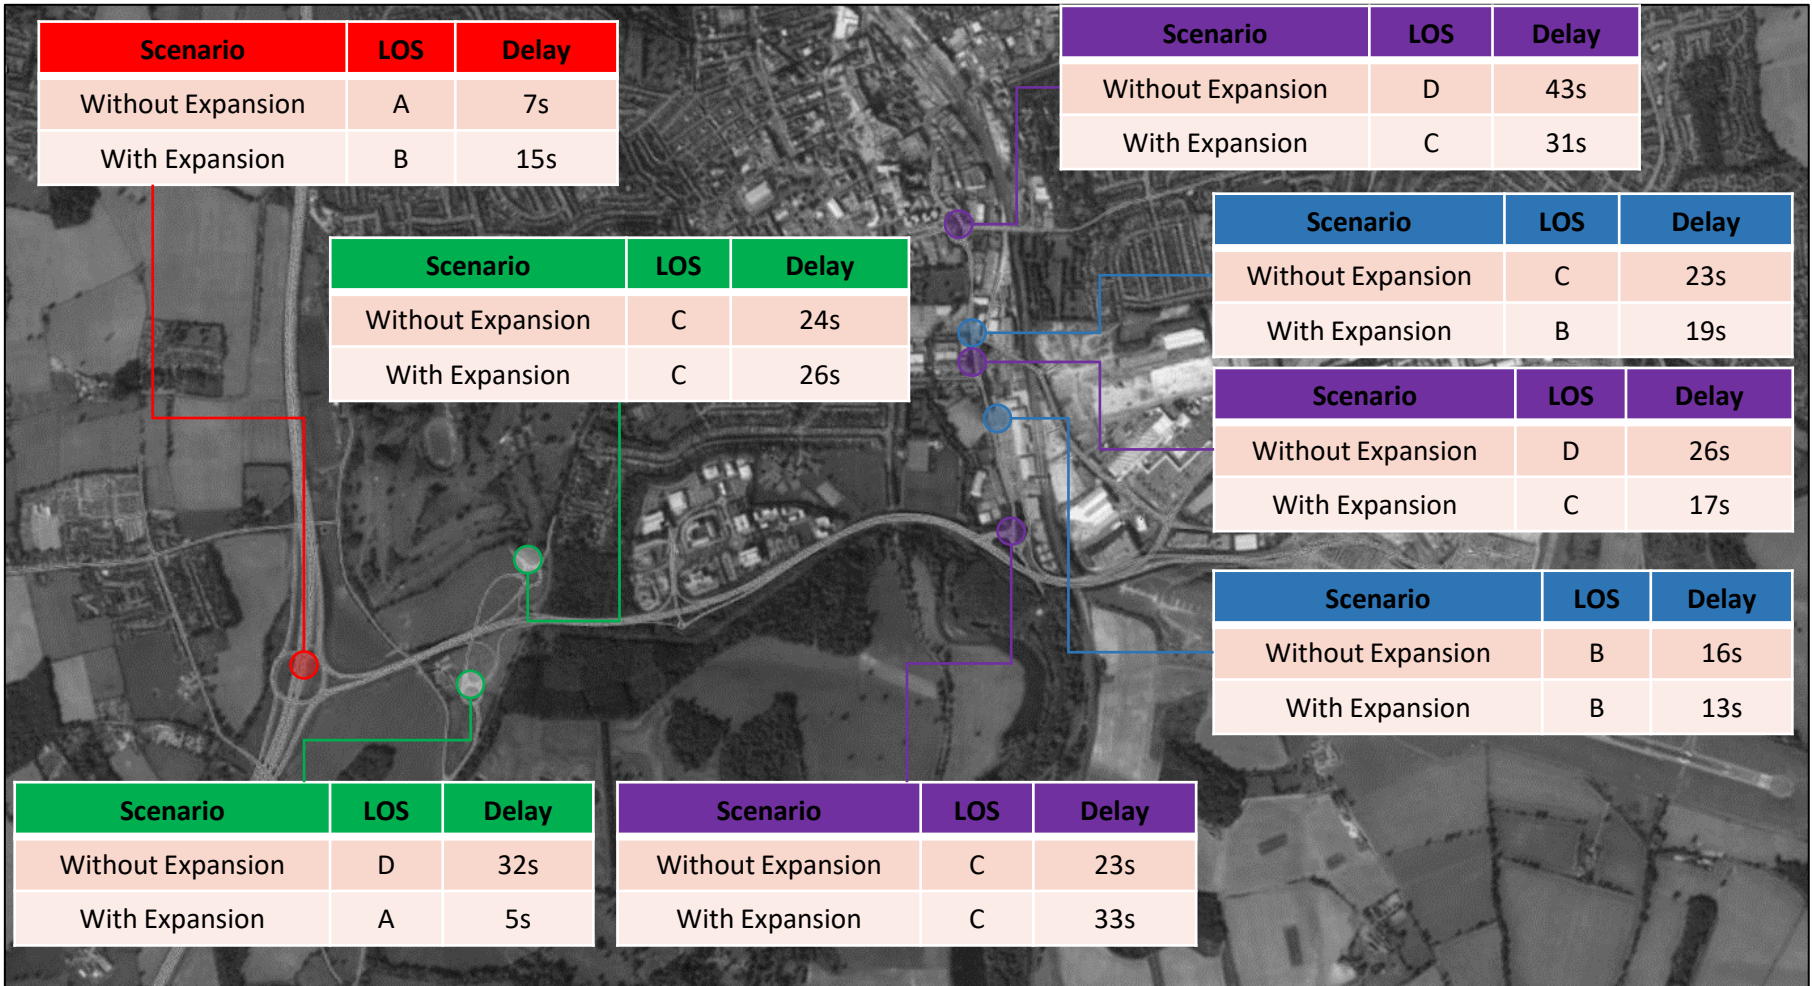 Scenario LOS Delay
Without Expansion A 7s
With Expansion B 15s
Scenario LOS Delay
Without Expansion D 43s
With Expansion C 31s
Scenario LOS Delay
Without Expansion C 23s
With Expansion B 19s
Scenario LOS Delay
Without Expansion C 24s
With Expansion C 26s
Scenario LOS Delay
Without Expansion D 26s
With Expansion C 17s
Scenario LOS Delay
Without Expansion B 16s
With Expansion B 13s
Scenario LOS Delay
Without Expansion D 32s
With Expansion A 5s
Scenario LOS Delay
Without Expansion C 23s
With Expansion C 33s